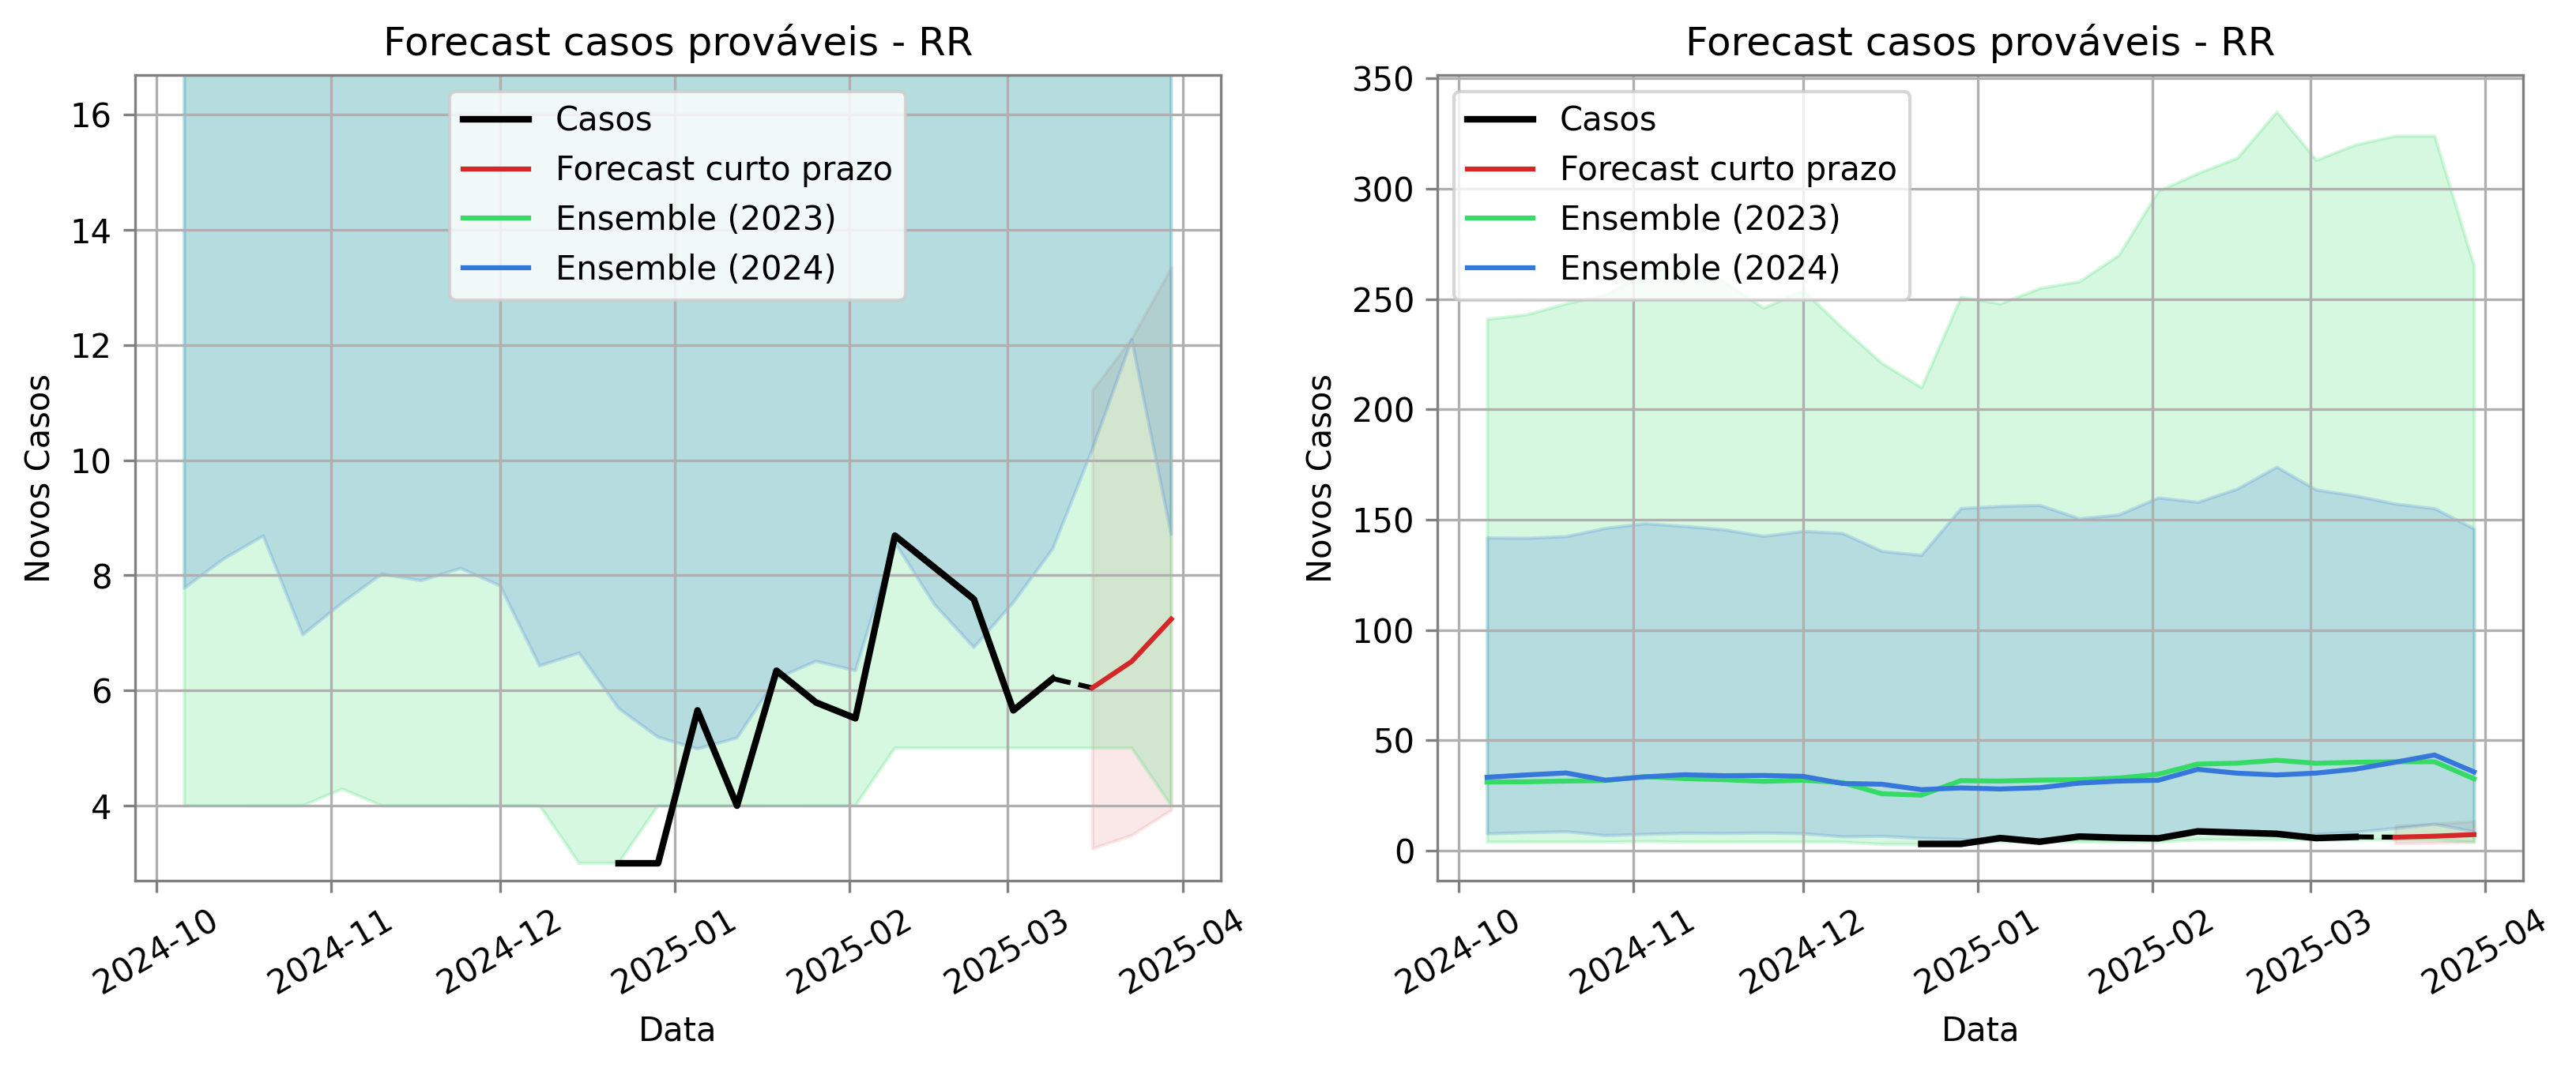 Forecast casos prováveis - RR
16
14
12
10
8
6
4
Novos Casos
Casos
Forecast curto prazo
Ensemble (2023)
Ensemble (2024)
2024-10
2024-11
2024-12
2025-01
2025-02
2025-03
2025-04
Data
Forecast casos prováveis - RR
350
300
250
200
150
100
50
0
Novos Casos
Casos
Forecast curto prazo
Ensemble (2023)
Ensemble (2024)
2024-10
2024-11
2024-12
2025-01
2025-02
2025-03
2025-04
Data